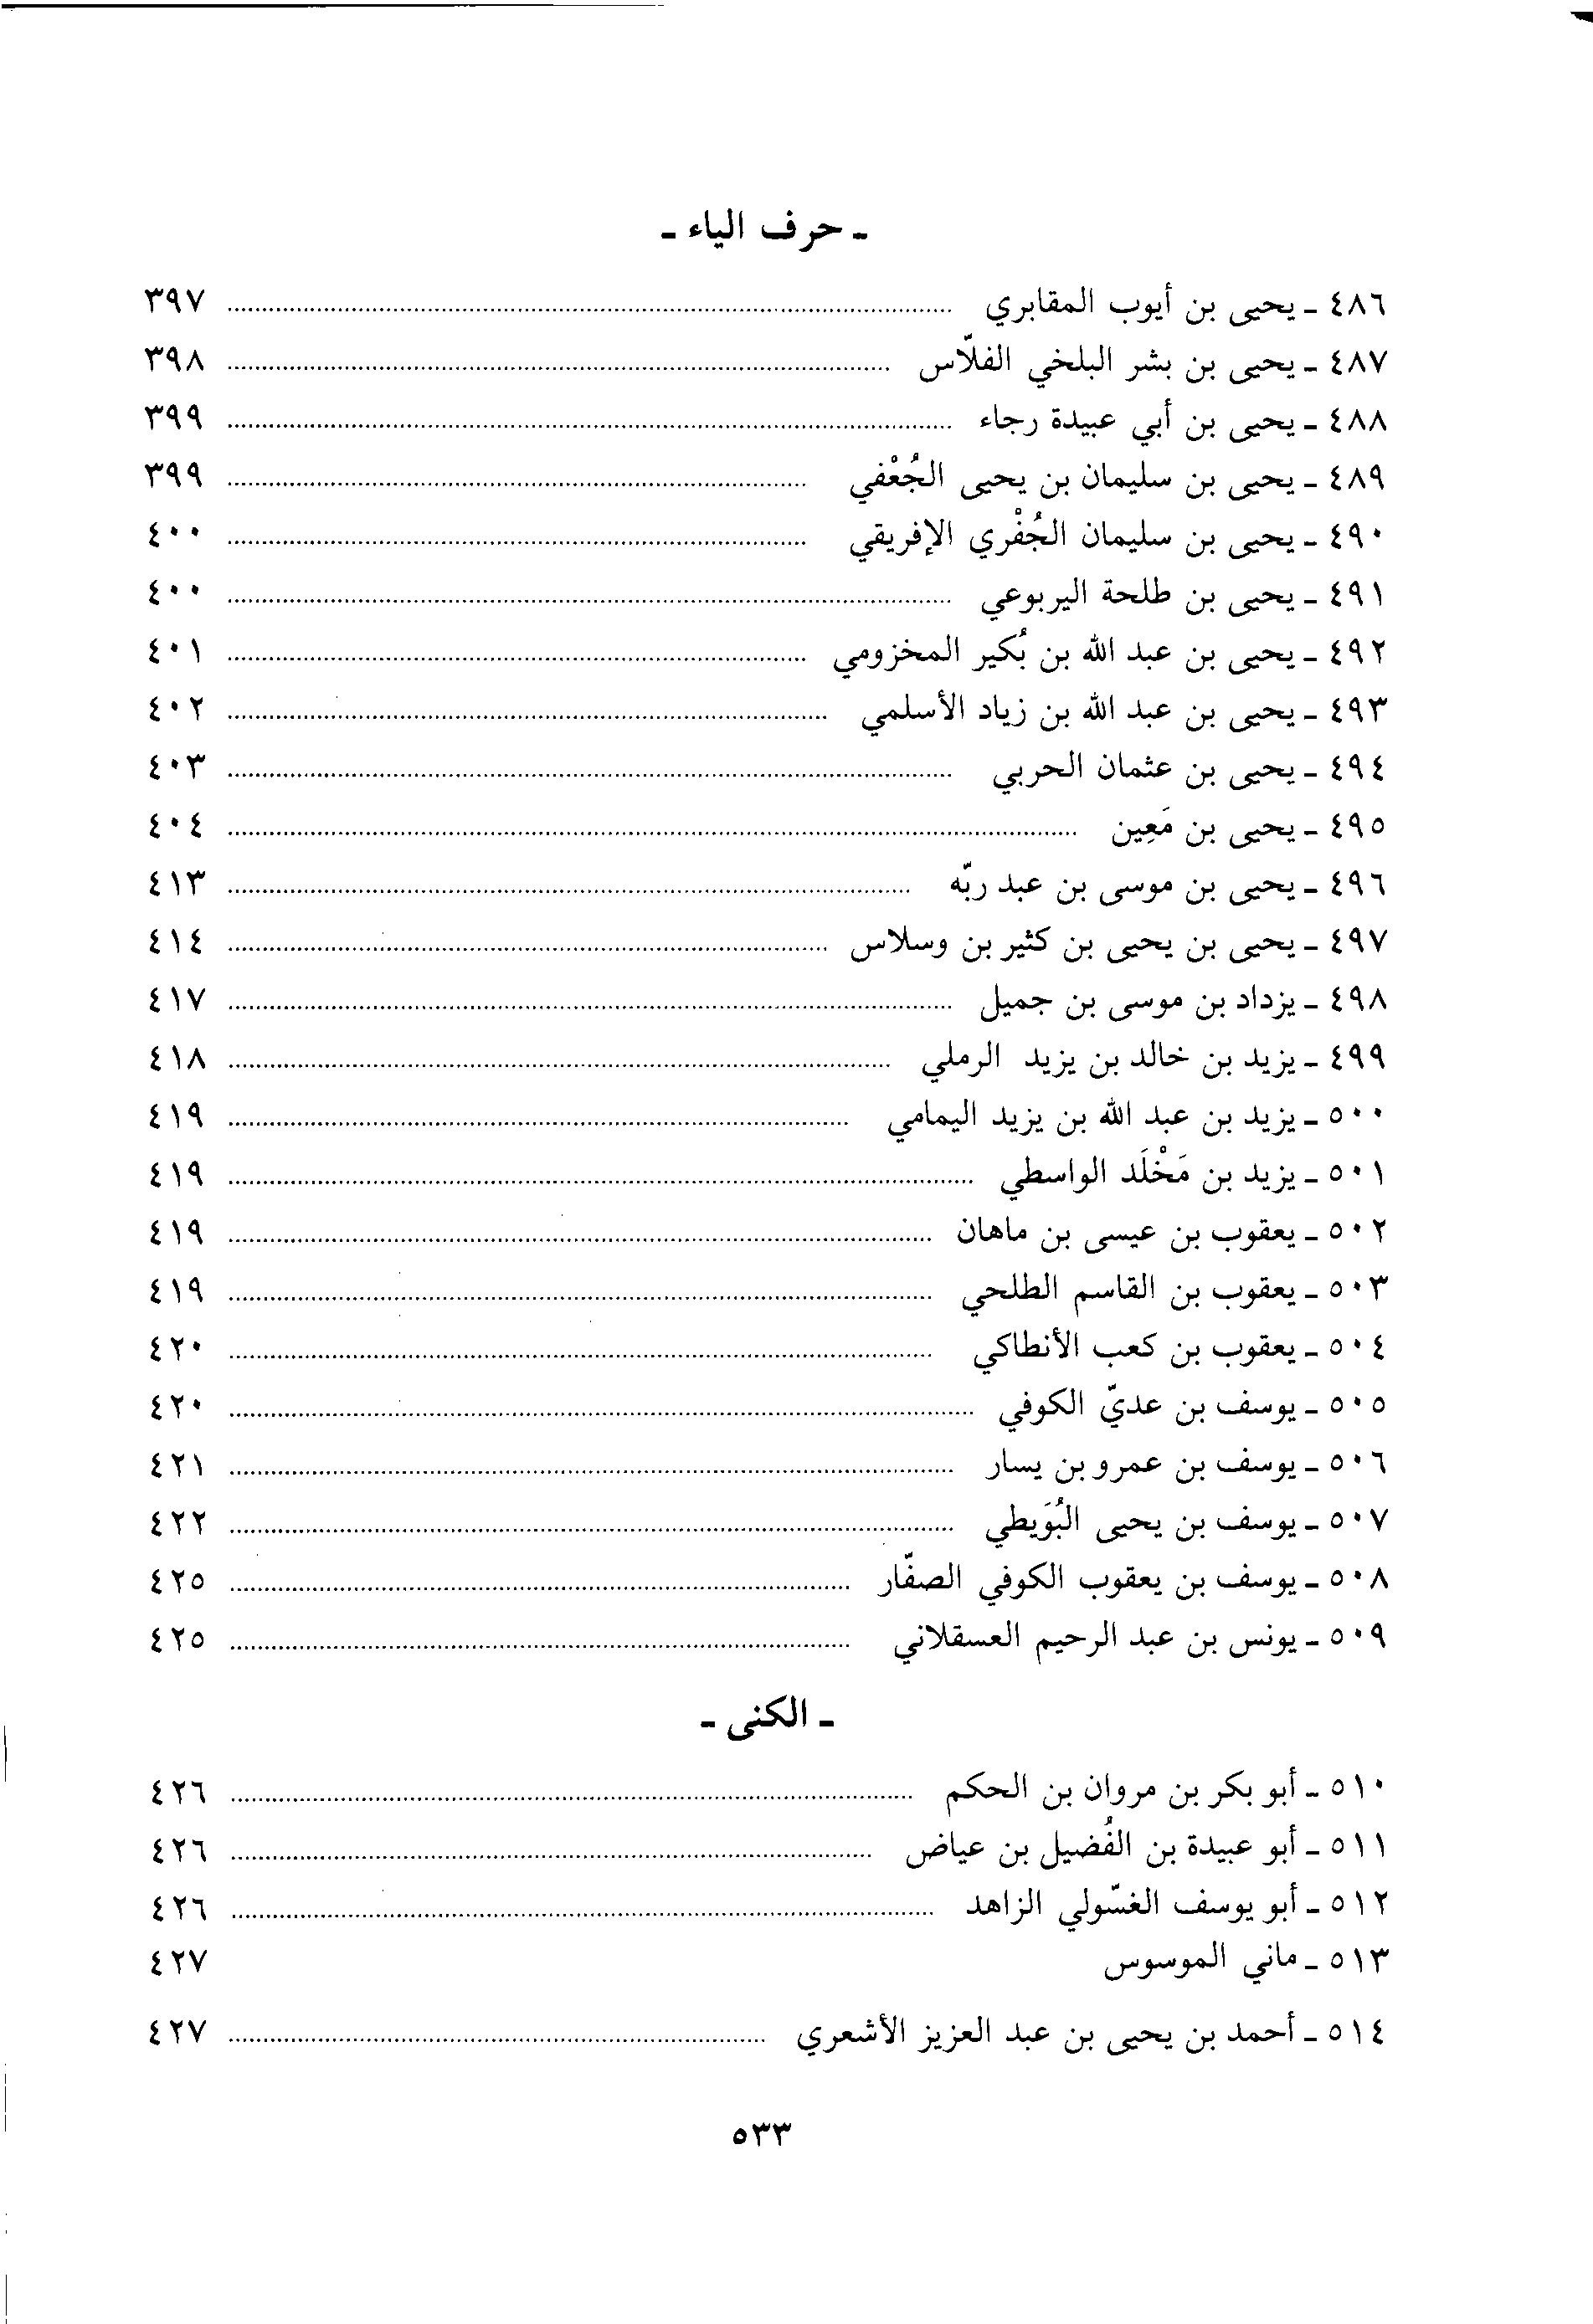 ـ حرف الياء ـ
٤٨٦ ـ يحيى بن أيوب المقابري ........ ٣٩٧
٤٨٧ ـ يحيى بن بشر البلخي الفلّاس ........ ٣٩٨
٤٨٨ ـ يحيى بن أبي عبيدة رجاء ........ ٣٩٩
٤٨٩ ـ يحيى بن سليمان بن يحيى الجُعْفي ........ ٣٩٩
٤٩٠ ـ يحيى بن سليمان الجُفْري الإفريقي ........ ٤٠٠
٤٩١ ـ يحيى بن طلحة اليربوعي ........ ٤٠٠
٤٩٢ ـ يحيى بن عبد الله بن بُكير المخزومي ........ ٤٠١
٤٩٣ ـ يحيى بن عبد الله بن زياد الأسلمي ........ ٤٠٢
٤٩٤ ـ يحيى بن عثمان الحربي ........ ٤٠٣
٤٩٥ ـ يحيى بن مَعِين ........ ٤٠٤
٤٩٦ ـ يحيى بن موسى بن عبد ربّه ........ ٤١٣
٤٩٧ ـ يحيى بن يحيى بن كثير بن وسلاس ........ ٤١٤
٤٩٨ ـ يزداد بن موسى بن جميل ........ ٤١٧
٤٩٩ ـ يزيد بن خالد بن يزيد الرملي ........ ٤١٨
٥٠٠ ـ يزيد بن عبد الله بن يزيد اليمامي ........ ٤١٩
٥٠١ ـ يزيد بن مَخْلَد الواسطي ........ ٤١٩
٥٠٢ ـ يعقوب بن عيسى بن ماهان ........ ٤١٩
٥٠٣ ـ يعقوب بن القاسم الطلحي ........ ٤١٩
٥٠٤ ـ يعقوب بن كعب الأنطاكي ........ ٤٢٠
٥٠٥ ـ يوسف بن عديّ الكوفي ........ ٤٢٠
٥٠٦ ـ يوسف بن عمرو بن يسار ........ ٤٢١
٥٠٧ ـ يوسف بن يحيى البُوَيطي ........ ٤٢٢
٥٠٨ ـ يوسف بن يعقوب الكوفي الصفّار ........ ٤٢٥
٥٠٩ ـ يونس بن عبد الرحيم العسقلاني ........ ٤٢٥
ـ الكنى ـ
٥١٠ ـ أبو بكر بن مروان بن الحكم ........ ٤٢٦
٥١١ ـ أبو عبيدة بن الفُضيل بن عياض ........ ٤٢٦
٥١٢ ـ أبو يوسف الغسّولي الزاهد ........ ٤٢٦
٥١٣ ـ ماني الموسوس ٤٢٧
٥١٤ ـ أحمد بن يحيى بن عبد العزيز الأشعري ........ ٤٢٧
٥٣٣